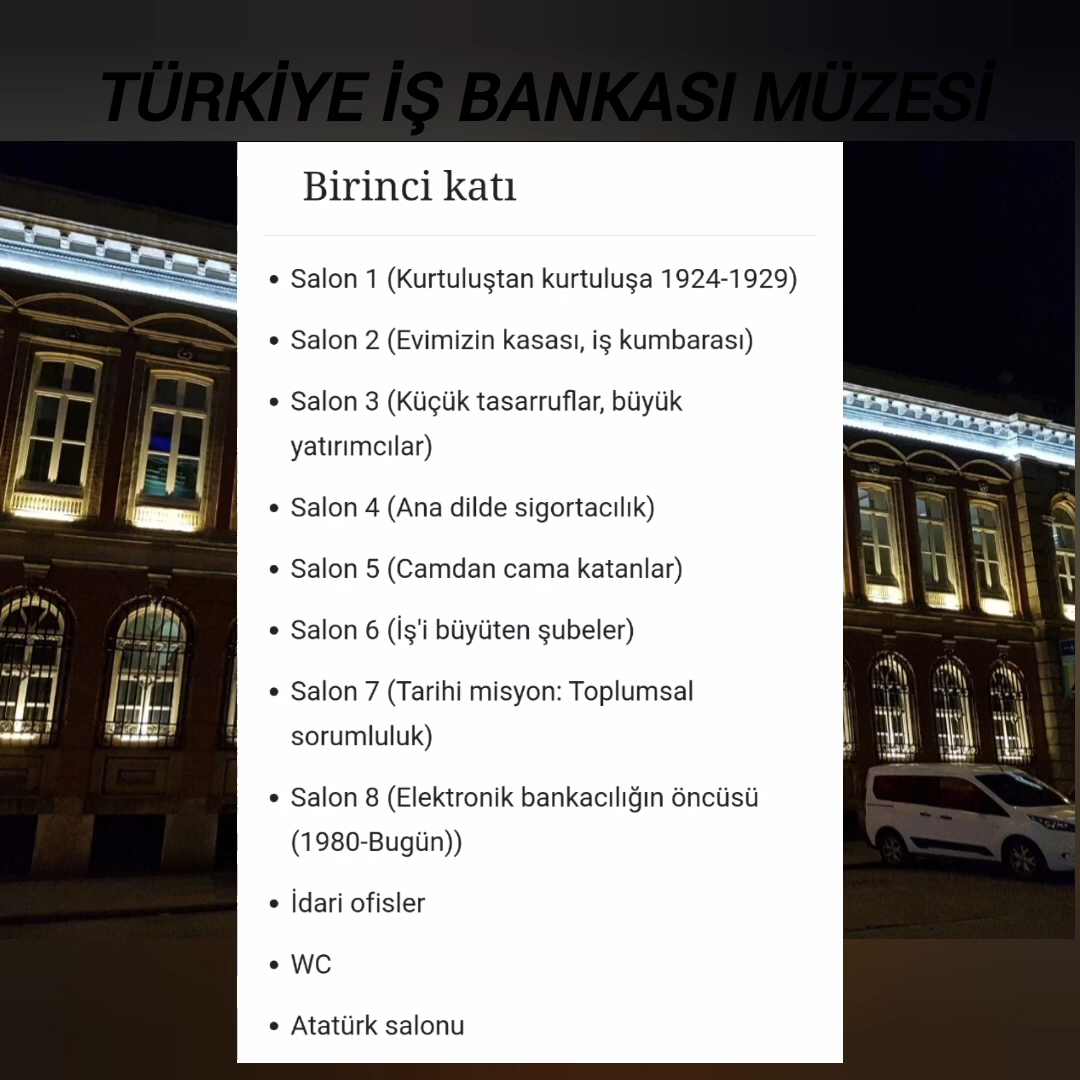 TÜRKİYE İŞ BANKASI MÜZESİ
Birinci katı
• Salon 1 (Kurtuluştan kurtuluşa 1924-1929)
• Salon 2 (Evimizin kasası, iş kumbarası)
• Salon 3 (Küçük tasarruflar, büyük
yatırımcılar)
• Salon 4 (Ana dilde sigortacılık)
• Salon 5 (Camdan cama katanlar)
• Salon 6 (İş'i büyüten şubeler)
• Salon 7 (Tarihi misyon: Toplumsal
sorumluluk)
• Salon 8 (Elektronik bankacılığın öncüsü
(1980-Bugün))
• İdari ofisler
• WC
• Atatürk salonu